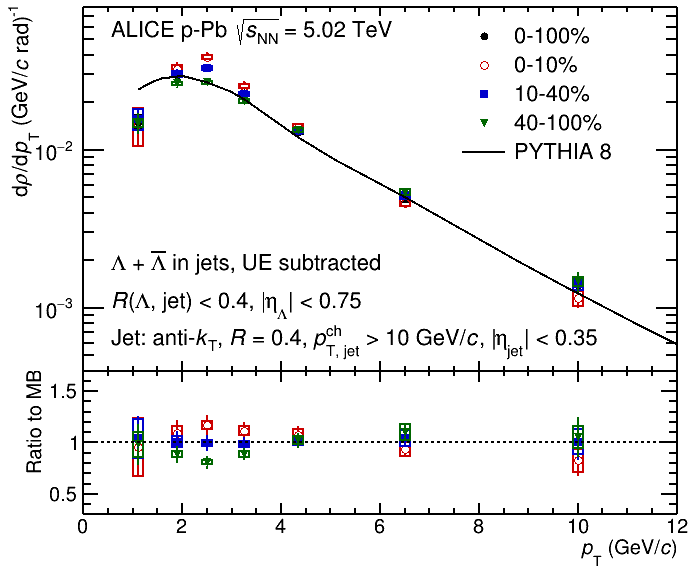 ALICE p-Pb √sNN = 5.02 TeV
0-100%
0-10%
10-40%
40-100%
PYTHIA 8
dρ/dpT (GeV/c rad)⁻¹
10⁻²
10⁻³
Λ + Λ̅ in jets, UE subtracted
R(Λ, jet) < 0.4, |ηΛ| < 0.75
Jet: anti-kT, R = 0.4, pchT, jet > 10 GeV/c, |ηjet| < 0.35
Ratio to MB
1.5
1
0.5
0 2 4 6 8 10 12
pT (GeV/c)